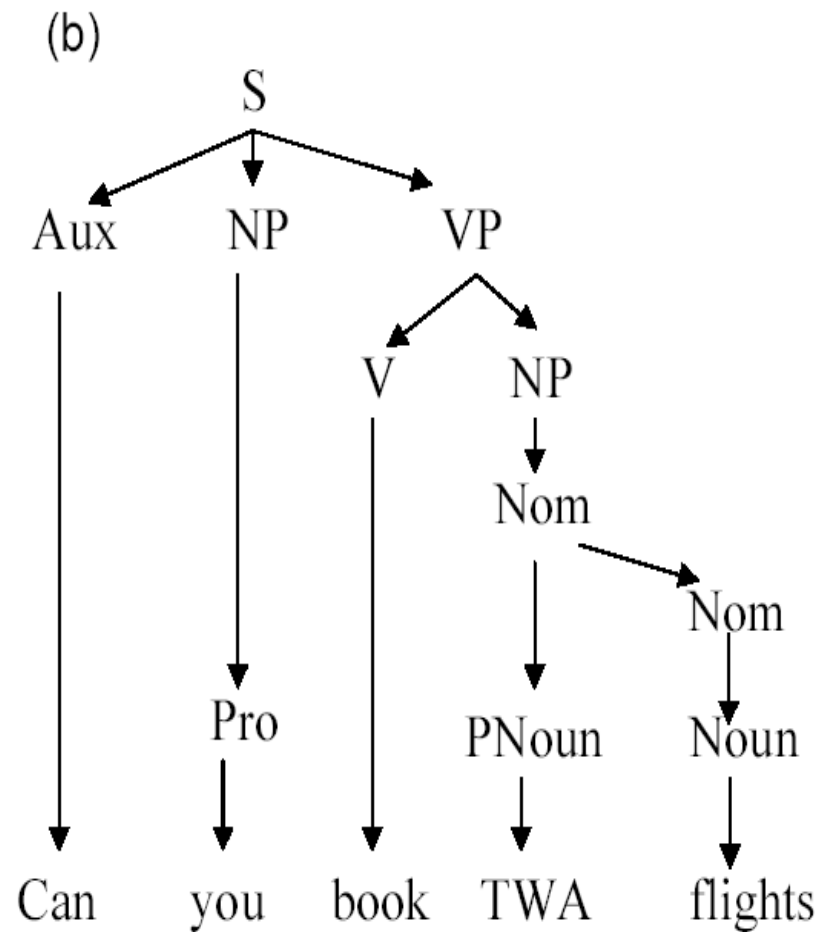 (b)
S
Aux NP VP
V NP
Nom
Nom
Pro PNoun Noun
Can you book TWA flights